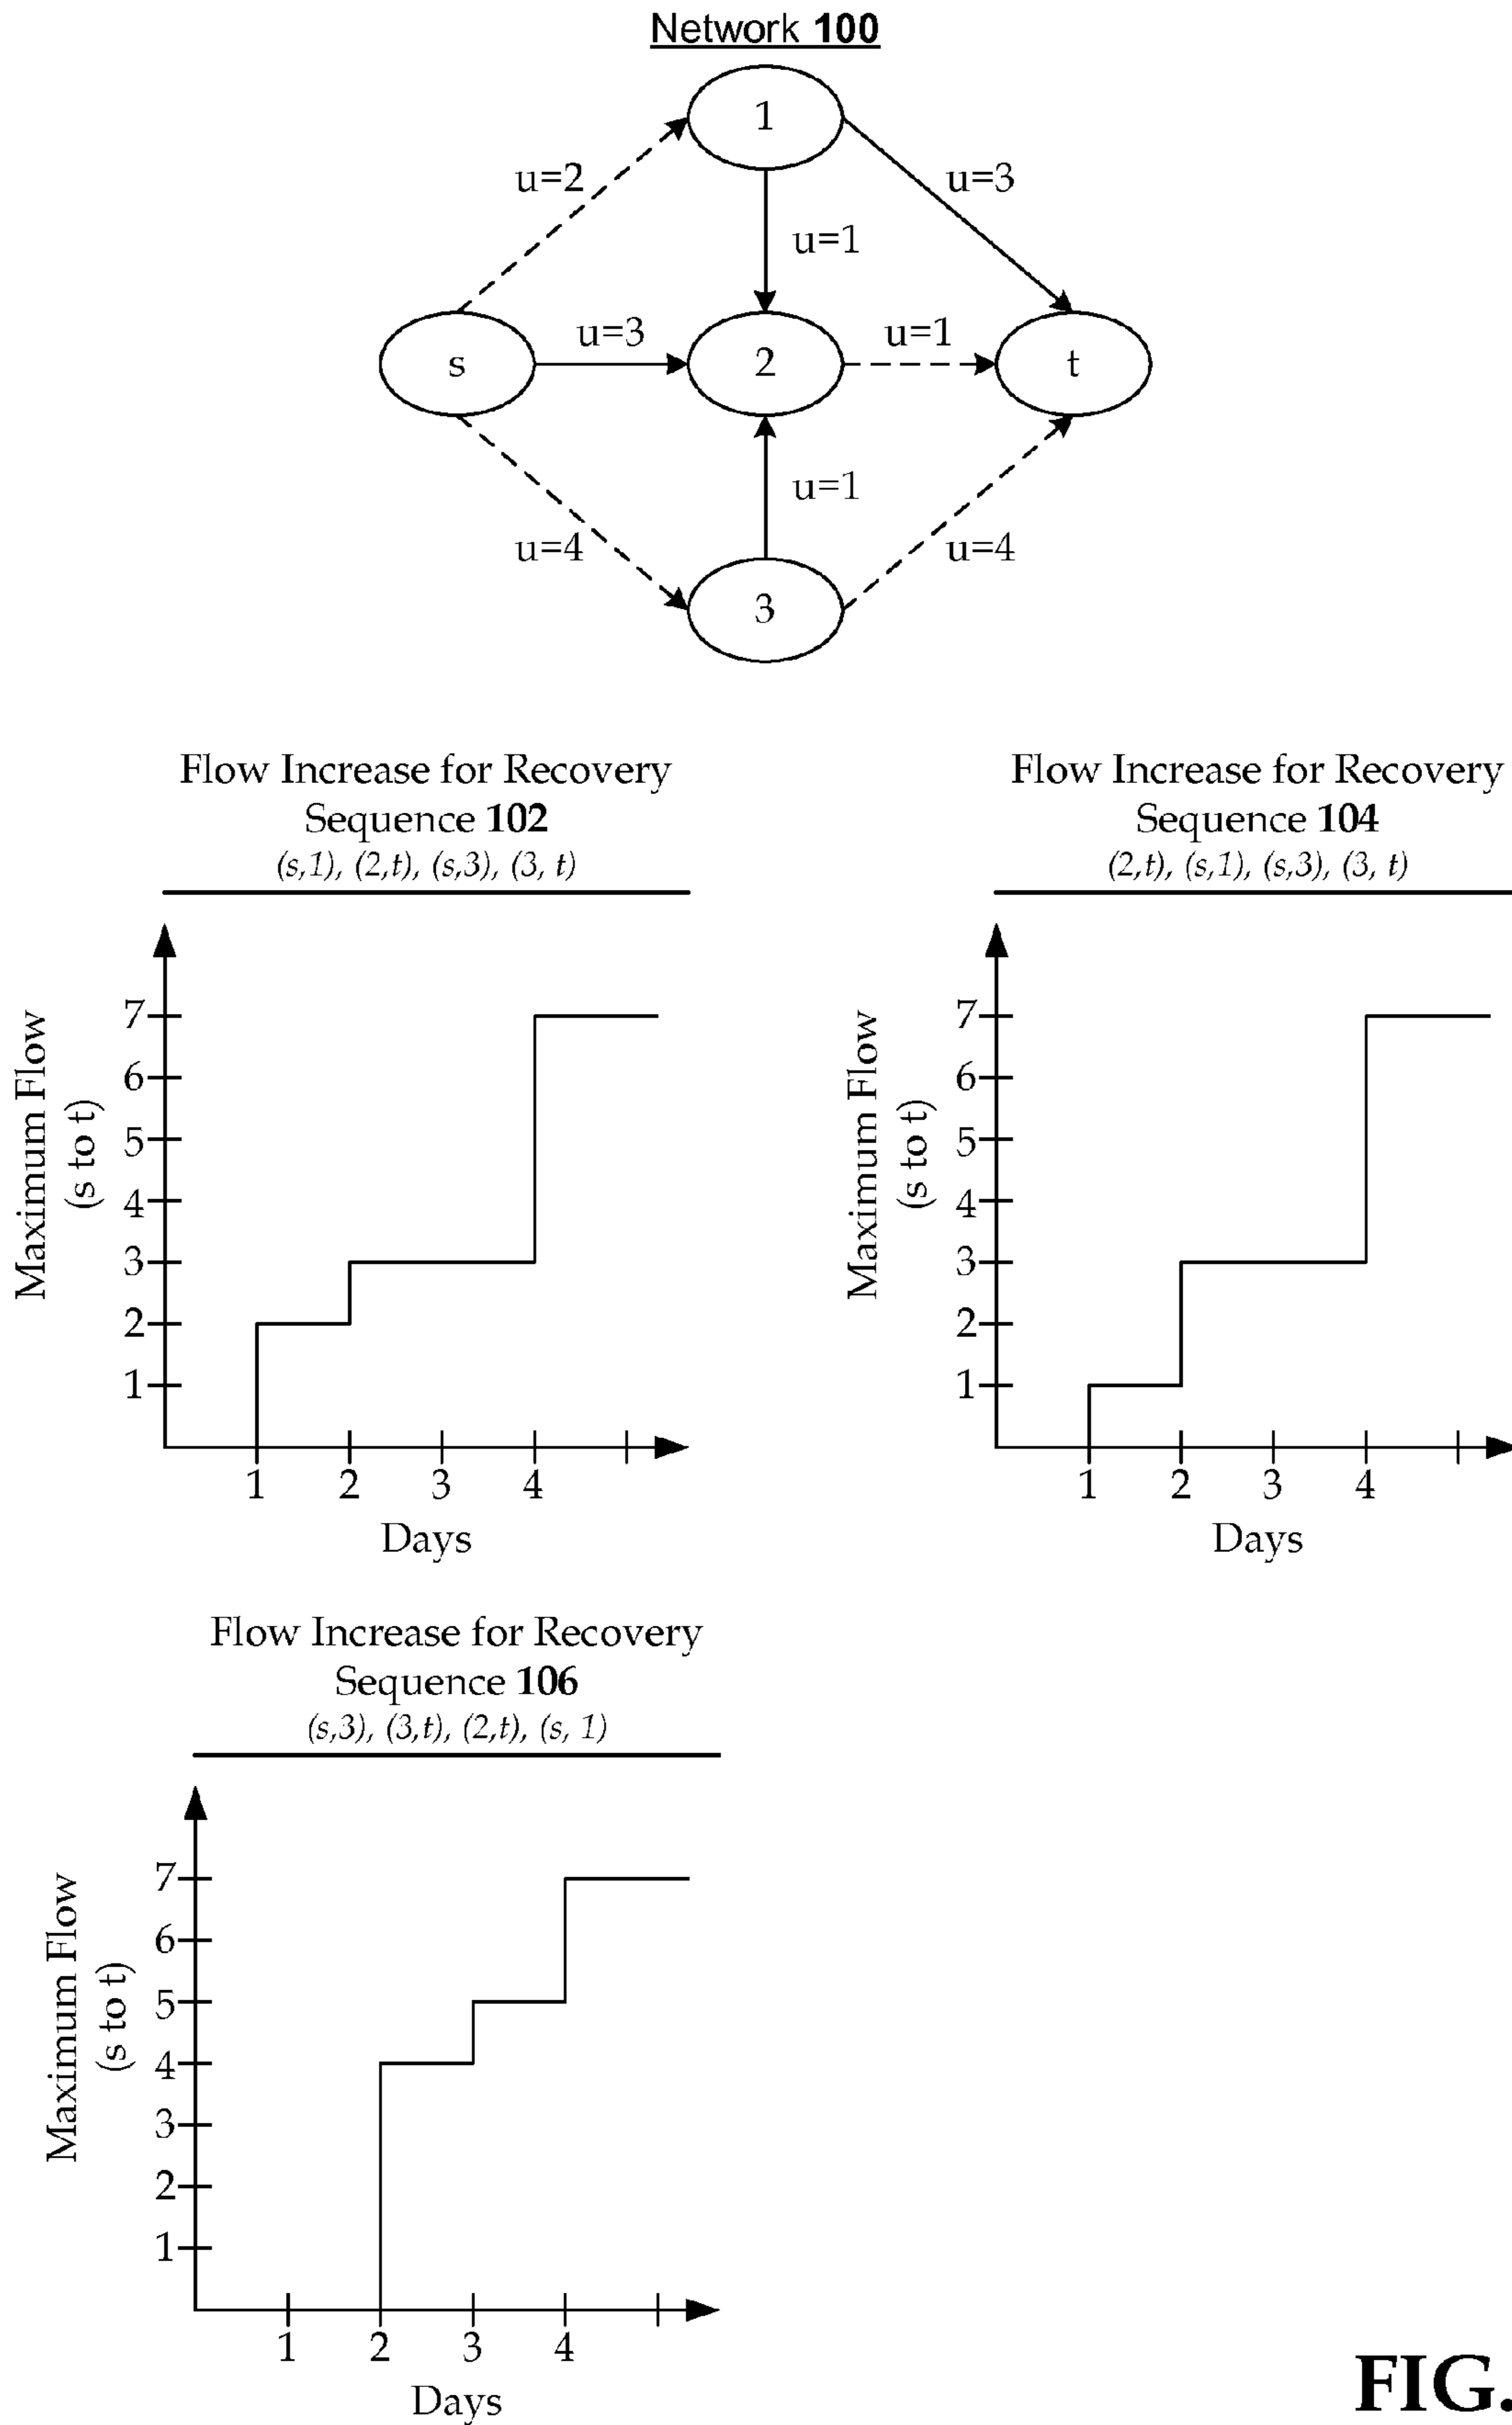 Network 100
1
u=2
u=3
u=1
s
u=3
2
u=1
t
u=1
u=4
u=4
3
Flow Increase for Recovery
Sequence 102
(s,1), (2,t), (s,3), (3, t)
Maximum Flow
(s to t)
7
6
5
4
3
2
1
1 2 3 4
Days
Flow Increase for Recovery
Sequence 104
(2,t), (s,1), (s,3), (3, t)
Maximum Flow
(s to t)
7
6
5
4
3
2
1
1 2 3 4
Days
Flow Increase for Recovery
Sequence 106
(s,3), (3,t), (2,t), (s, 1)
Maximum Flow
(s to t)
7
6
5
4
3
2
1
1 2 3 4
Days
FIG.